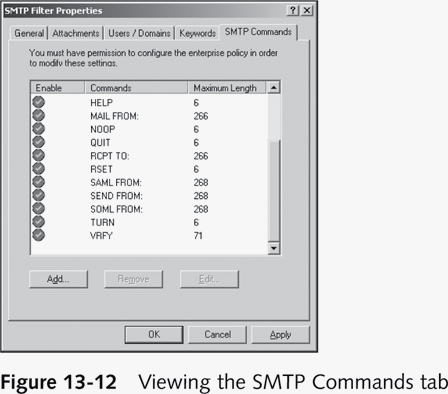 SMTP Filter Properties
General Attachments Users / Domains Keywords SMTP Commands
You must have permission to configure the enterprise policy in order
to modify these settings.
Enable Commands Maximum Length
HELP 6
MAIL FROM: 266
NOOP 6
QUIT 6
RCPT TO: 266
RSET 6
SAML FROM: 268
SEND FROM: 268
SOML FROM: 268
TURN 6
VRFY 71
Add... Remove Edit...
OK Cancel Apply
Figure 13-12 Viewing the SMTP Commands tab